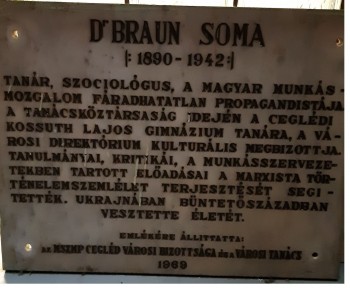 Dr BRAUN SOMA
|: 1890 - 1942 :|
TANÁR, SZOCIOLÓGUS, A MAGYAR MUNKÁS-
MOZGALOM FÁRADHATATLAN PROPAGANDISTÁJA
A TANÁCSKÖZTÁRSASÁG IDEJÉN A CEGLÉDI
KOSSUTH LAJOS GIMNÁZIUM TANÁRA, A VÁ-
ROSI DIREKTÓRIUM KULTURÁLIS MEGBIZOTTJA.
TANULMÁNYAI, KRITIKÁI, A MUNKÁSSZERVEZE-
TEKBEN TARTOTT ELŐADÁSAI A MARXISTA TÖR-
TÉNELEMSZEMLÉLET TERJESZTÉSÉT SEGI-
TETTÉK. UKRAJNÁBAN BÜNTETŐSZÁZADBAN
VESZTETTE ÉLETÉT.
EMLÉKÉRE ÁLLITTATTA:
AZ MSZMP CEGLÉD VÁROSI BIZOTTSÁGA és a VÁROSI TANÁCS
1969